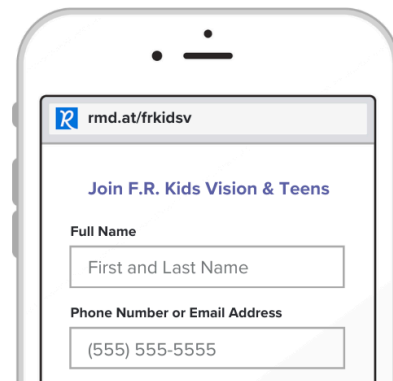 R rmd.at/frkidsv
Join F.R. Kids Vision & Teens
Full Name
First and Last Name
Phone Number or Email Address
(555) 555-5555